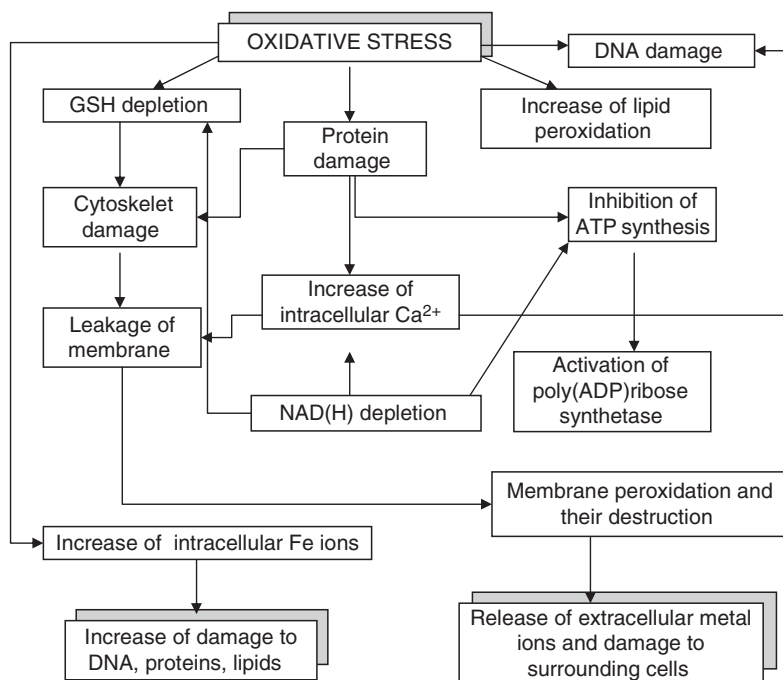 OXIDATIVE STRESS
DNA damage
GSH depletion
Increase of lipid
peroxidation
Protein
damage
Cytoskelet
damage
Inhibition of
ATP synthesis
Increase of
intracellular Ca²⁺
Leakage of
membrane
Activation of
poly(ADP)ribose
synthetase
NAD(H) depletion
Membrane peroxidation and
their destruction
Increase of intracellular Fe ions
Increase of damage to
DNA, proteins, lipids
Release of extracellular metal
ions and damage to
surrounding cells